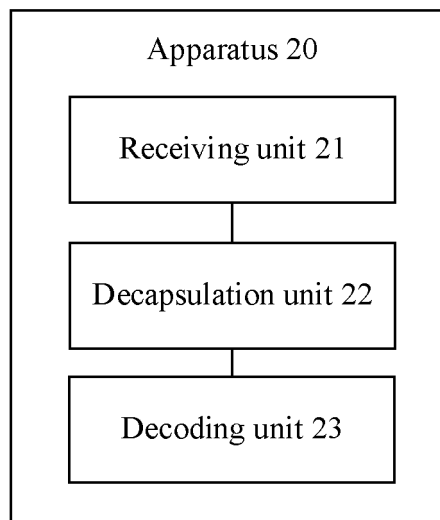 Apparatus 20
Receiving unit 21
Decapsulation unit 22
Decoding unit 23